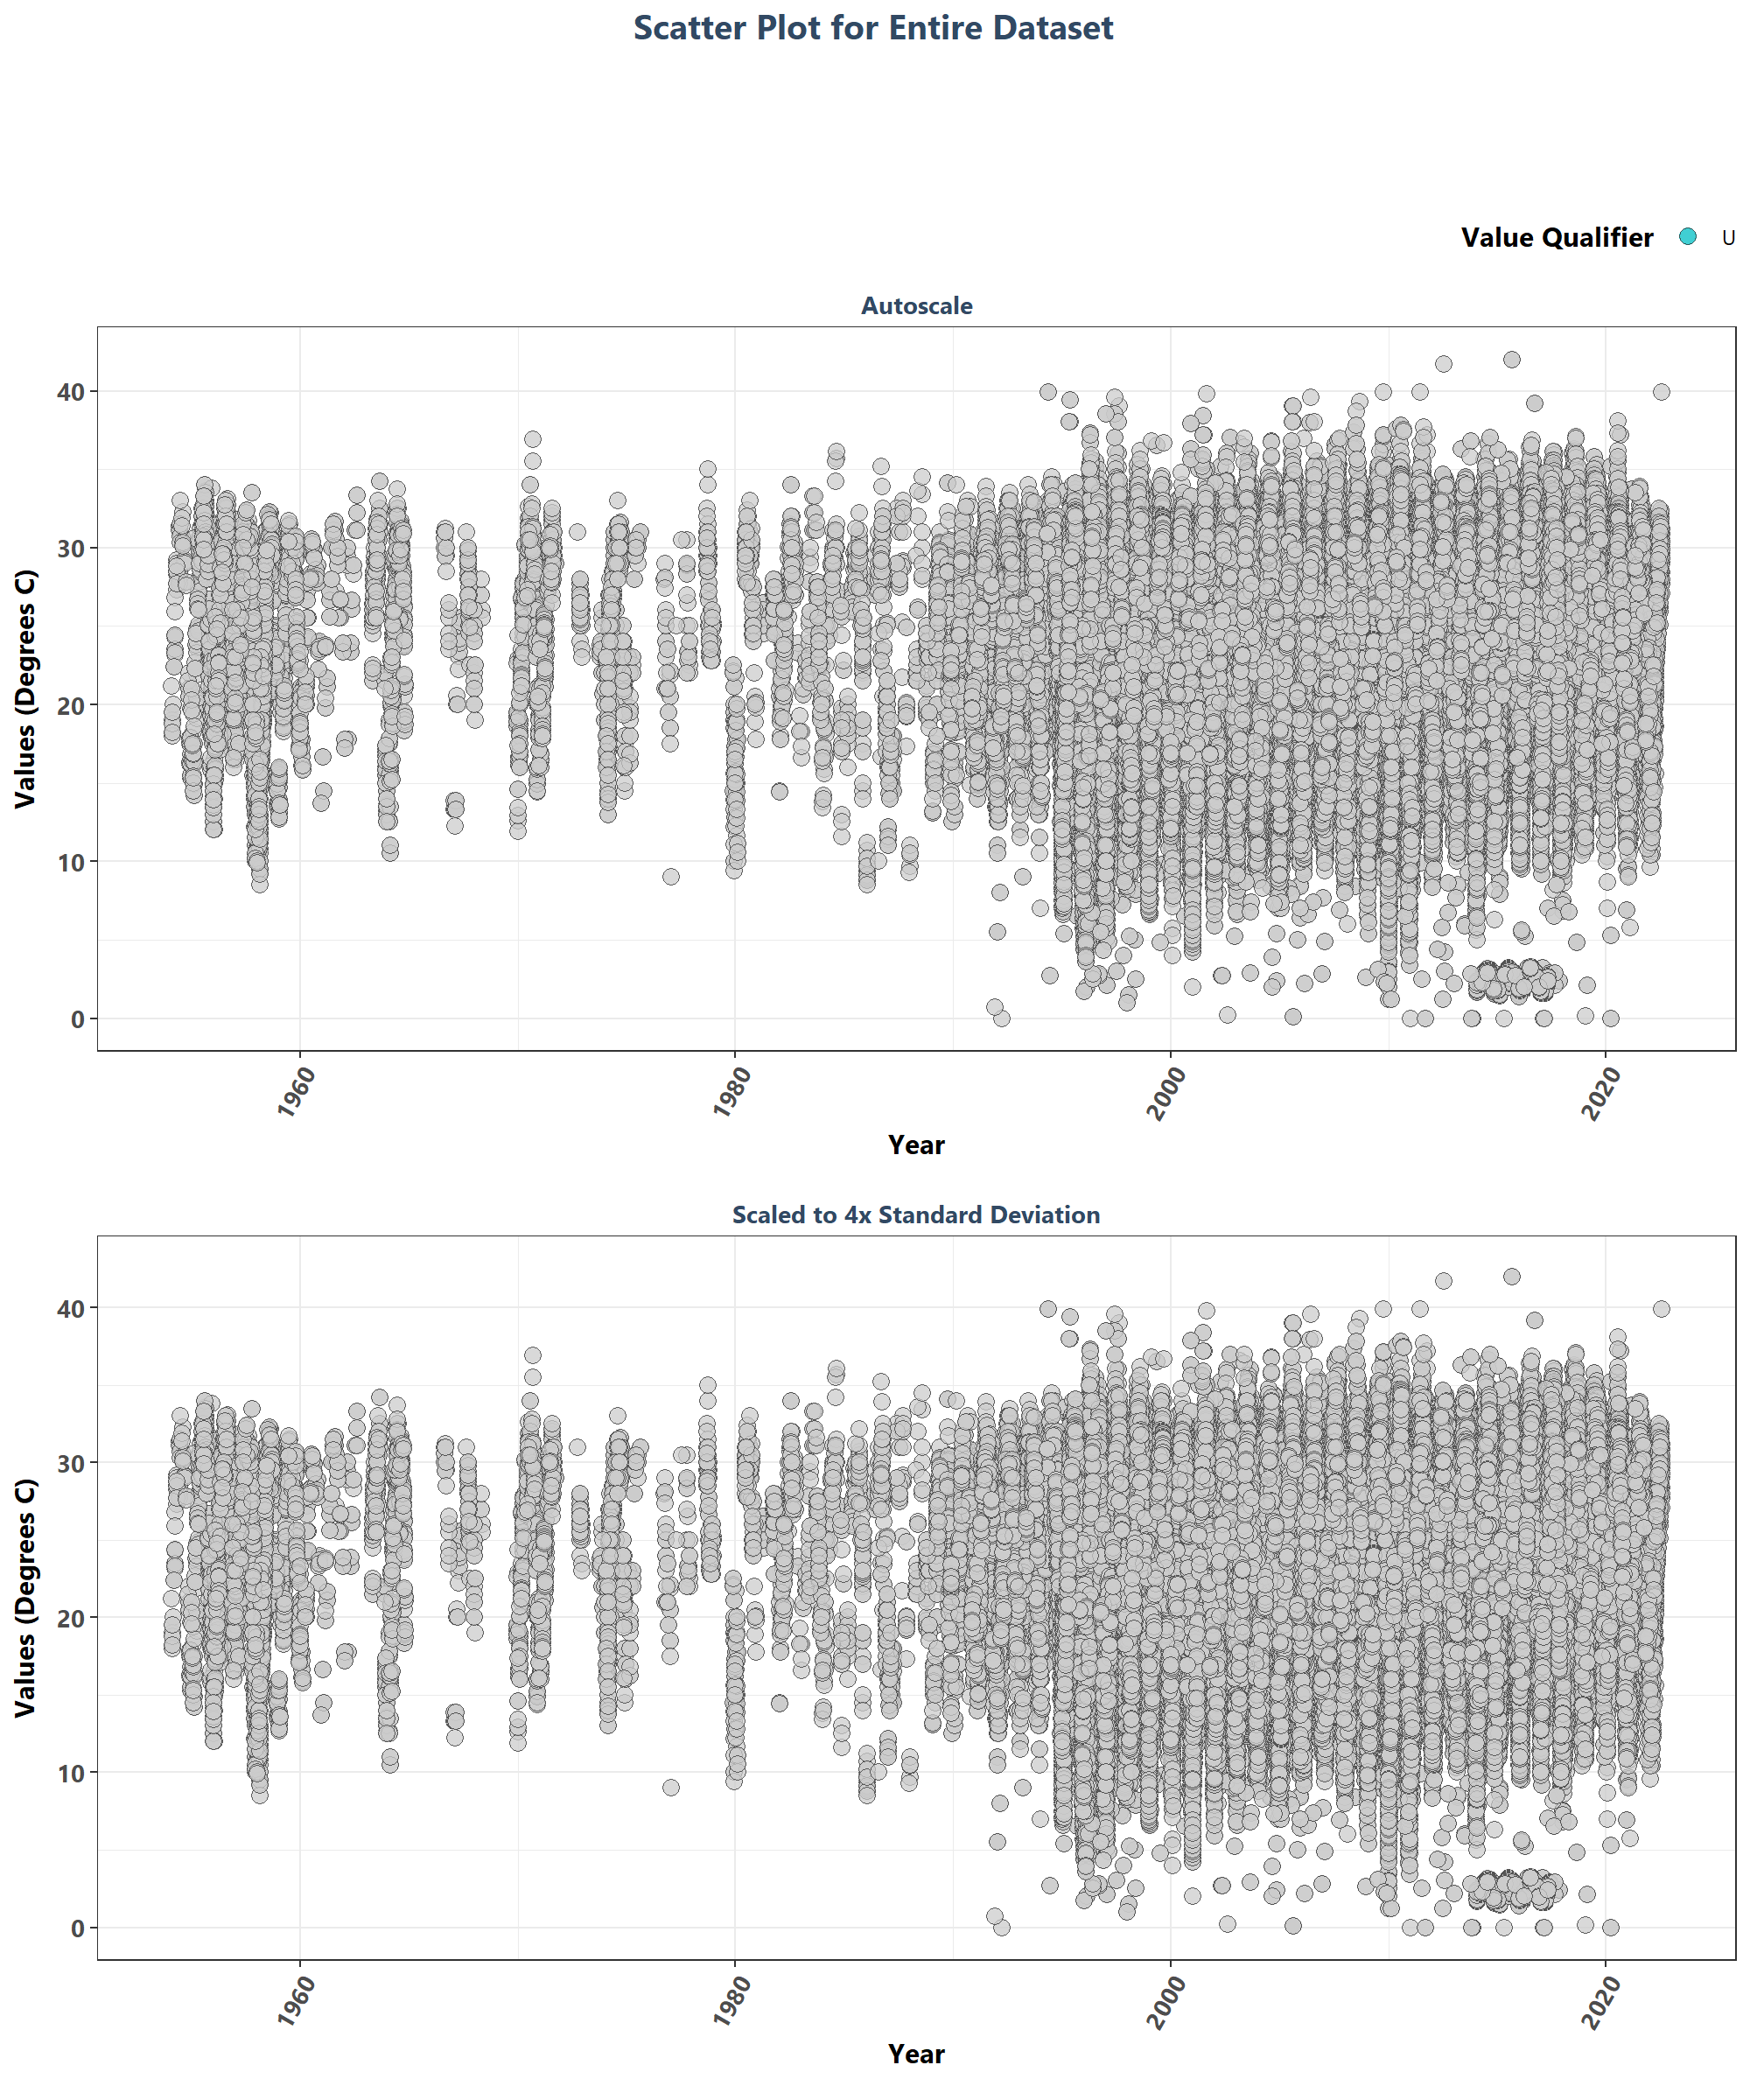 Scatter Plot for Entire Dataset
Value Qualifier U
Autoscale
Values (Degrees C)
40
30
20
10
0
1960 1980 2000 2020
Year
Scaled to 4x Standard Deviation
Values (Degrees C)
40
30
20
10
0
1960 1980 2000 2020
Year